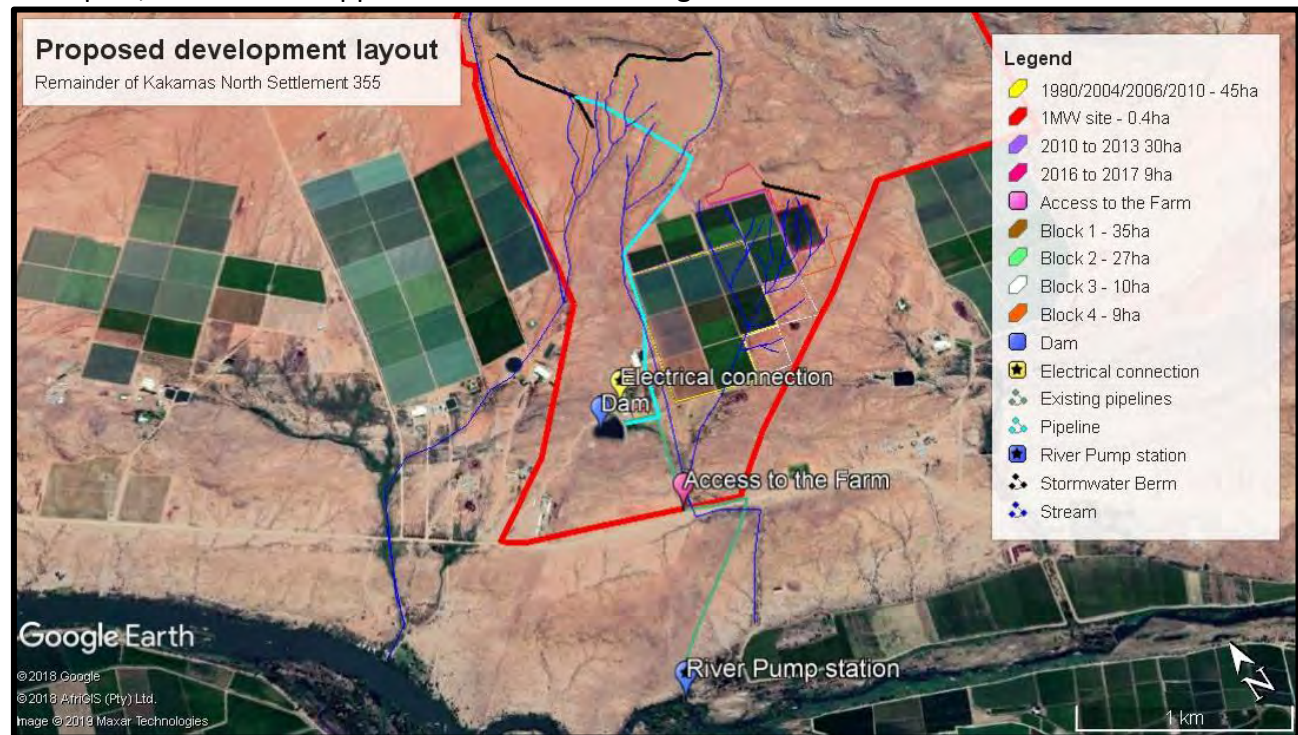 Proposed development layout
Remainder of Kakamas North Settlement 355
Legend
1990/2004/2006/2010 - 45ha
1MW site - 0.4ha
2010 to 2013 30ha
2016 to 2017 9ha
Access to the Farm
Block 1 - 35ha
Block 2 - 27ha
Block 3 - 10ha
Block 4 - 9ha
Dam
Electrical connection
Existing pipelines
Pipeline
River Pump station
Stormwater Berm
Stream
Electrical connection
Dam
Access to the Farm
River Pump station
Google Earth
©2018 Google
©2018 AfriGIS (Pty) Ltd.
Image ©2019 Maxar Technologies
N
1 km